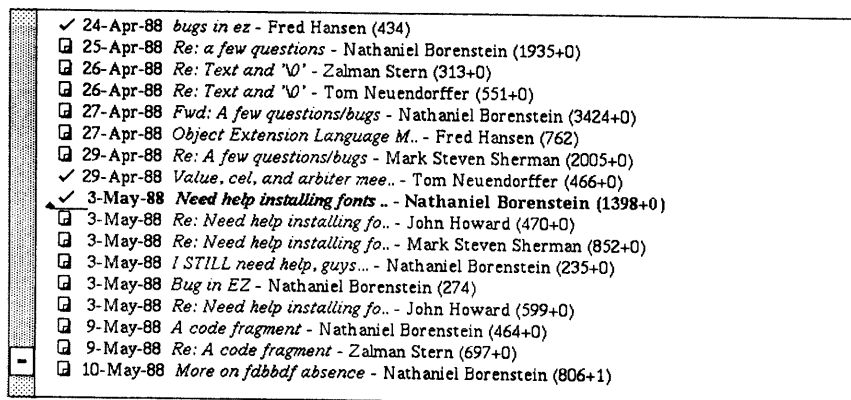 ✓ 24-Apr-88 bugs in ez - Fred Hansen (434)
25-Apr-88 Re: a few questions - Nathaniel Borenstein (1935+0)
26-Apr-88 Re: Text and '\0' - Zalman Stern (313+0)
26-Apr-88 Re: Text and '\0' - Tom Neuendorffer (551+0)
27-Apr-88 Fwd: A few questions/bugs - Nathaniel Borenstein (3424+0)
27-Apr-88 Object Extension Language M.. - Fred Hansen (762)
29-Apr-88 Re: A few questions/bugs - Mark Steven Sherman (2005+0)
✓ 29-Apr-88 Value, cel, and arbiter mee.. - Tom Neuendorffer (466+0)
✓ 3-May-88 Need help installing fonts .. - Nathaniel Borenstein (1398+0)
3-May-88 Re: Need help installing fo.. - John Howard (470+0)
3-May-88 Re: Need help installing fo.. - Mark Steven Sherman (852+0)
3-May-88 I STILL need help, guys... - Nathaniel Borenstein (235+0)
3-May-88 Bug in EZ - Nathaniel Borenstein (274)
3-May-88 Re: Need help installing fo.. - John Howard (599+0)
9-May-88 A code fragment - Nathaniel Borenstein (464+0)
9-May-88 Re: A code fragment - Zalman Stern (697+0)
10-May-88 More on fdbbdf absence - Nathaniel Borenstein (806+1)